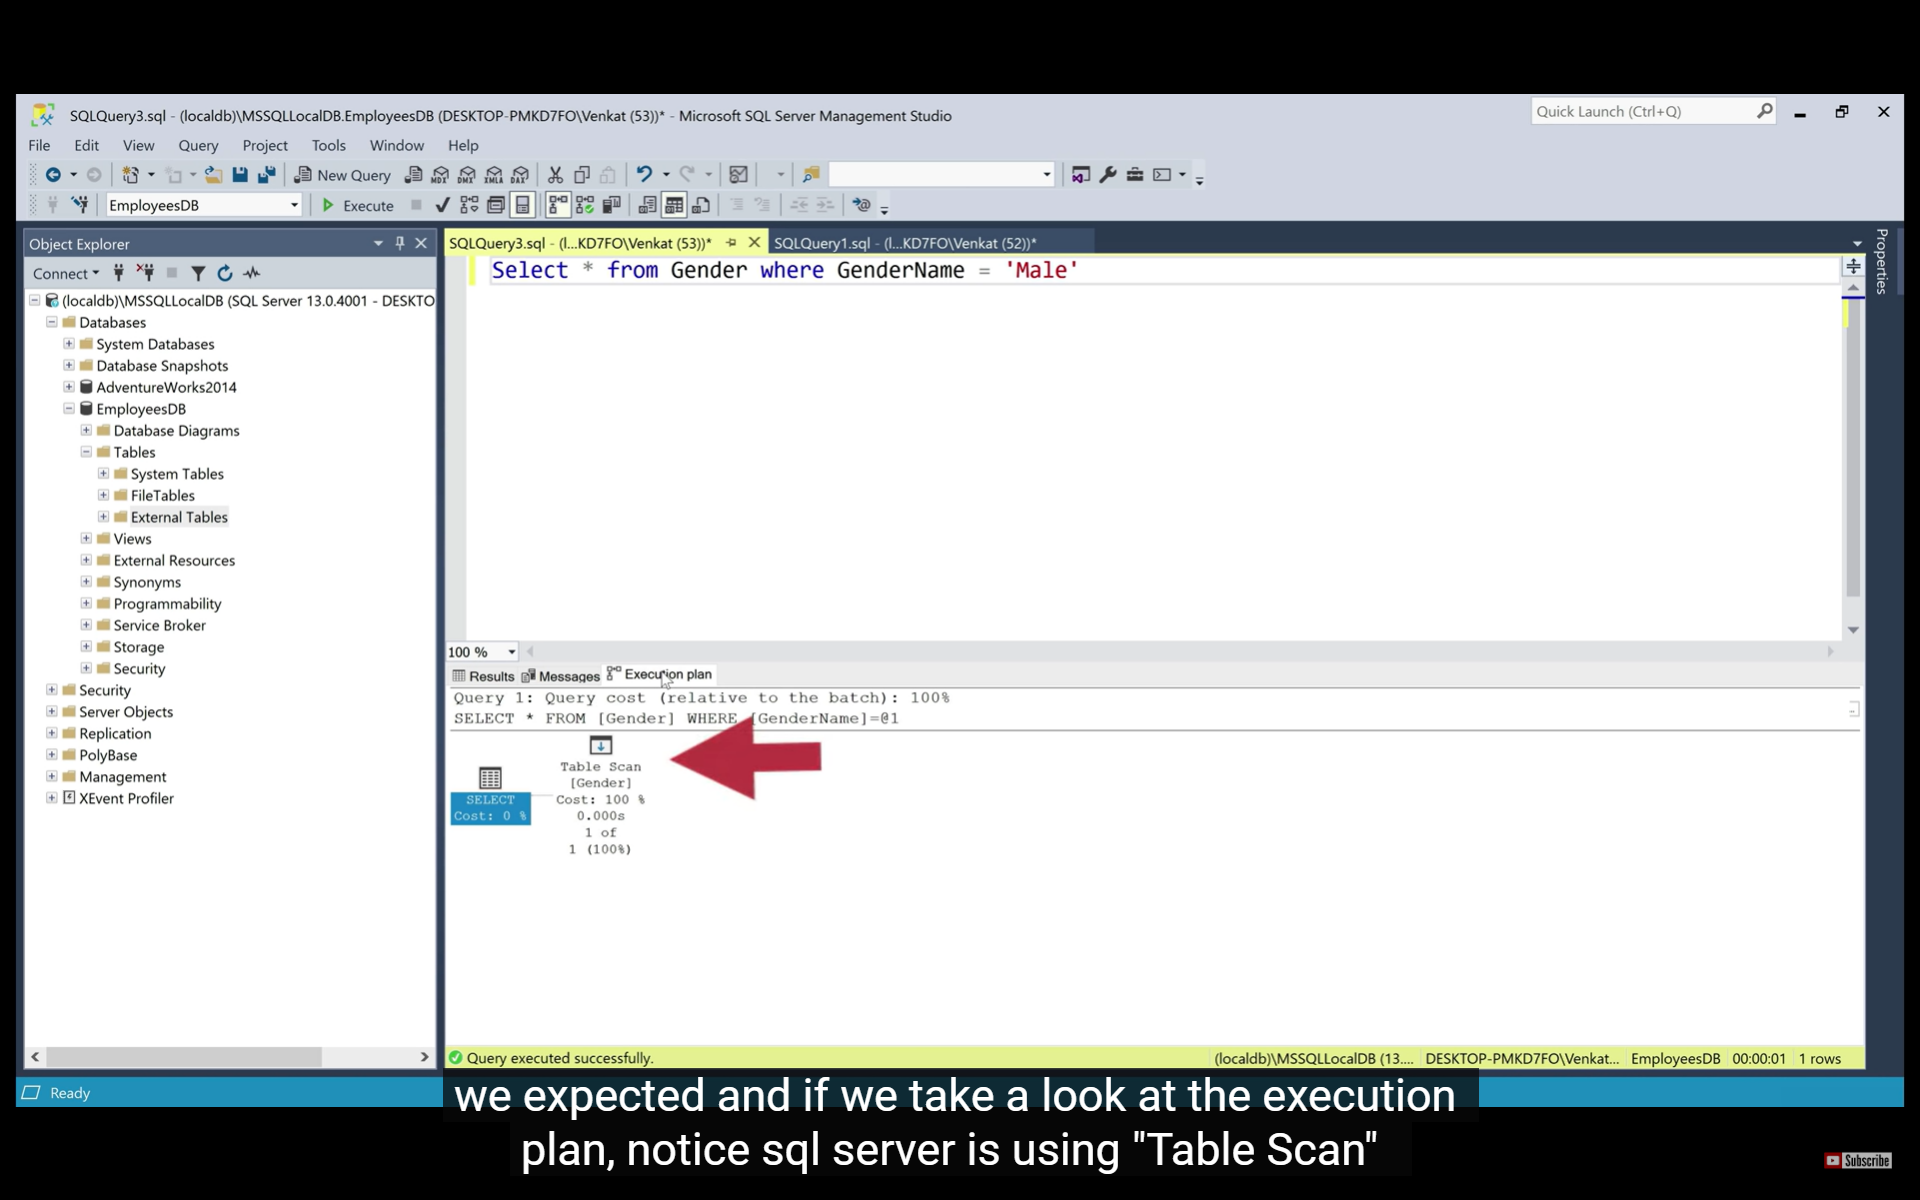 SQLQuery3.sql - (localdb)\MSSQLLocalDB.EmployeesDB (DESKTOP-PMKD7FO\Venkat (53))* - Microsoft SQL Server Management Studio
Quick Launch (Ctrl+Q)
File Edit View Query Project Tools Window Help
New Query MDX DMX XMLA DAX
EmployeesDB Execute
Object Explorer
SQLQuery3.sql - (l...KD7FO\Venkat (53))* SQLQuery1.sql - (l...KD7FO\Venkat (52))*
Properties
Connect
Select * from Gender where GenderName = 'Male'
(localdb)\MSSQLLocalDB (SQL Server 13.0.4001 - DESKTO
Databases
System Databases
Database Snapshots
AdventureWorks2014
EmployeesDB
Database Diagrams
Tables
System Tables
FileTables
External Tables
Views
External Resources
Synonyms
Programmability
Service Broker
Storage
Security
Security
Server Objects
Replication
PolyBase
Management
XEvent Profiler
100 %
Results Messages Execution plan
Query 1: Query cost (relative to the batch): 100%
SELECT * FROM [Gender] WHERE [GenderName]=@1
SELECT
Cost: 0 %
Table Scan
[Gender]
Cost: 100 %
0.000s
1 of
1 (100%)
Query executed successfully. (localdb)\MSSQLLocalDB (13.... DESKTOP-PMKD7FO\Venkat... EmployeesDB 00:00:01 1 rows
Ready
we expected and if we take a look at the execution
plan, notice sql server is using "Table Scan"
Subscribe